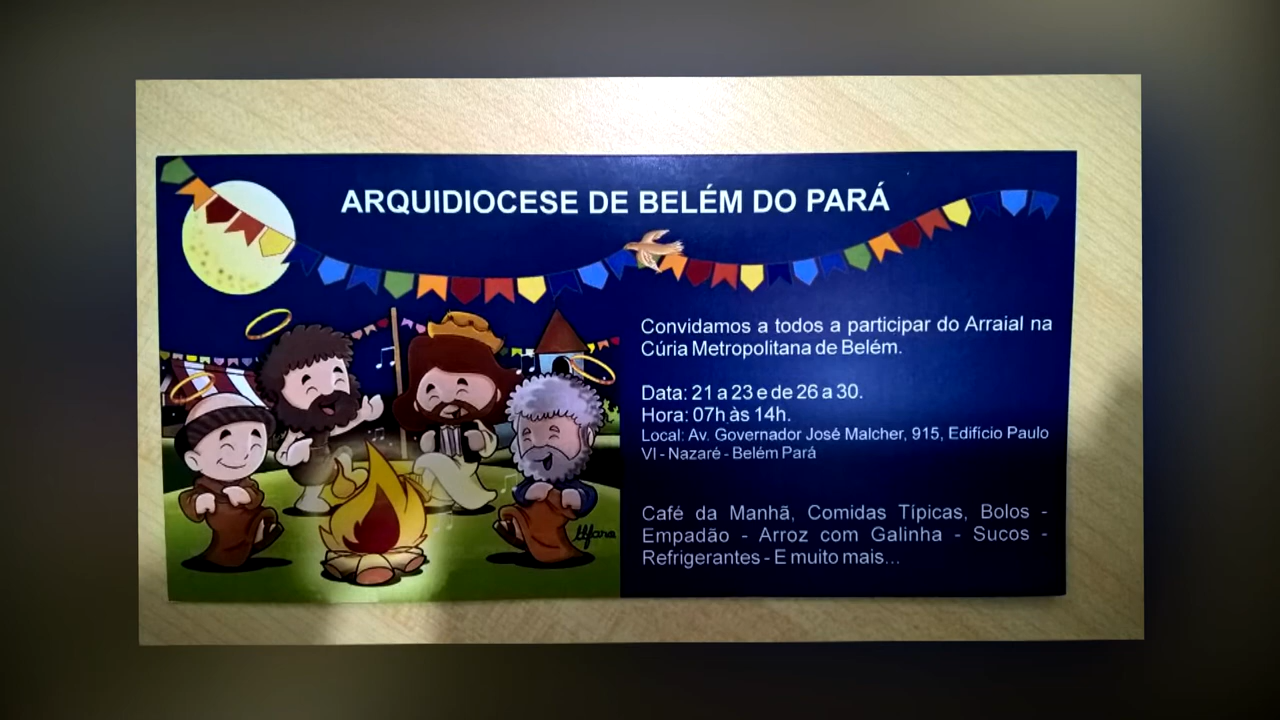 ARQUIDIOCESE DE BELÉM DO PARÁ
Convidamos a todos a participar do Arraial na
Cúria Metropolitana de Belém.
Data: 21 a 23 e de 26 a 30.
Hora: 07h às 14h.
Local: Av. Governador José Malcher, 915, Edifício Paulo
VI - Nazaré - Belém Pará
Café da Manhã, Comidas Típicas, Bolos -
Empadão - Arroz com Galinha - Sucos -
Refrigerantes - E muito mais...